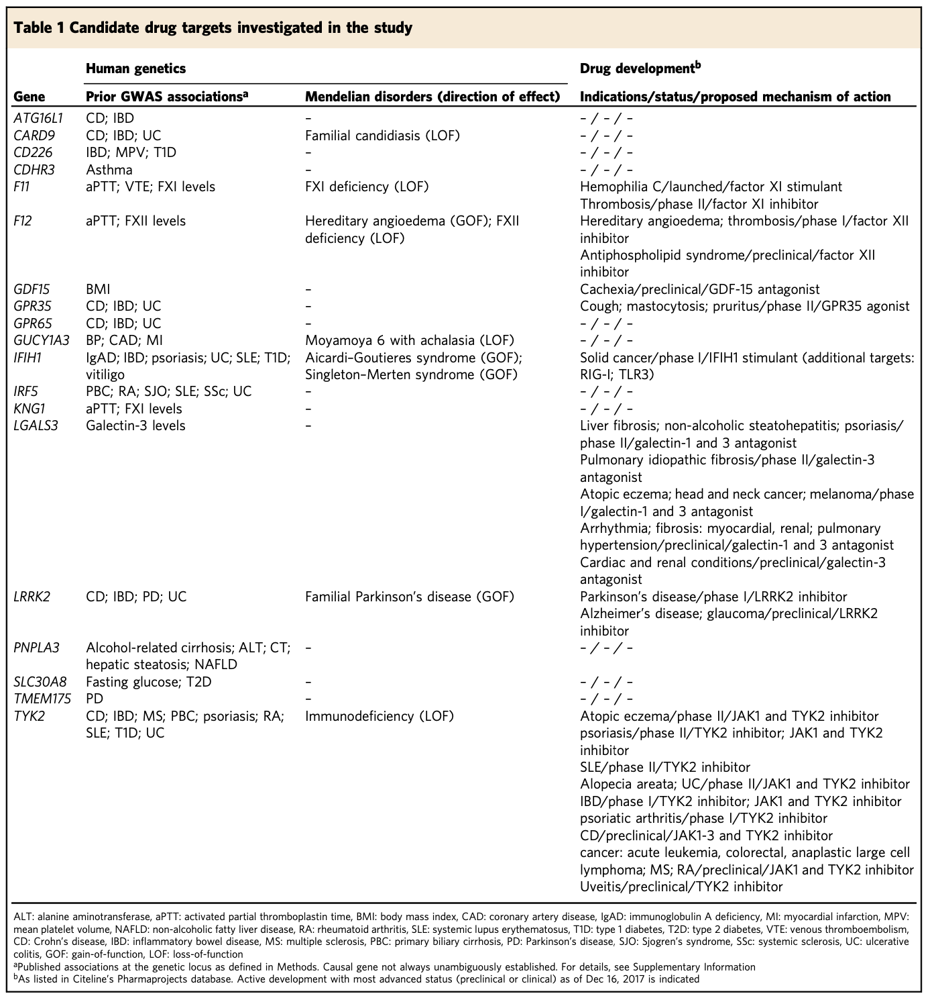 Table 1 Candidate drug targets investigated in the study
Human genetics
Drug developmentᵇ
Gene
Prior GWAS associationsᵃ
Mendelian disorders (direction of effect)
Indications/status/proposed mechanism of action
ATG16L1 CD; IBD – – / – / –
CARD9 CD; IBD; UC Familial candidiasis (LOF) – / – / –
CD226 IBD; MPV; T1D – – / – / –
CDHR3 Asthma – – / – / –
F11 aPTT; VTE; FXI levels FXI deficiency (LOF) Hemophilia C/launched/factor XI stimulant
Thrombosis/phase II/factor XI inhibitor
F12 aPTT; FXII levels Hereditary angioedema (GOF); FXII Hereditary angioedema; thrombosis/phase I/factor XII
deficiency (LOF) inhibitor
Antiphospholipid syndrome/preclinical/factor XII
inhibitor
GDF15 BMI – Cachexia/preclinical/GDF-15 antagonist
GPR35 CD; IBD; UC – Cough; mastocytosis; pruritus/phase II/GPR35 agonist
GPR65 CD; IBD; UC – – / – / –
GUCY1A3 BP; CAD; MI Moyamoya 6 with achalasia (LOF) – / – / –
IFIH1 IgAD; IBD; psoriasis; UC; SLE; T1D; Aicardi–Goutieres syndrome (GOF); Solid cancer/phase I/IFIH1 stimulant (additional targets:
vitiligo Singleton–Merten syndrome (GOF) RIG-I; TLR3)
IRF5 PBC; RA; SJO; SLE; SSc; UC – – / – / –
KNG1 aPTT; FXI levels – – / – / –
LGALS3 Galectin-3 levels – Liver fibrosis; non-alcoholic steatohepatitis; psoriasis/
phase II/galectin-1 and 3 antagonist
Pulmonary idiopathic fibrosis/phase II/galectin-3
antagonist
Atopic eczema; head and neck cancer; melanoma/phase
I/galectin-1 and 3 antagonist
Arrhythmia; fibrosis: myocardial, renal; pulmonary
hypertension/preclinical/galectin-1 and 3 antagonist
Cardiac and renal conditions/preclinical/galectin-3
antagonist
LRRK2 CD; IBD; PD; UC Familial Parkinson's disease (GOF) Parkinson's disease/phase I/LRRK2 inhibitor
Alzheimer's disease; glaucoma/preclinical/LRRK2
inhibitor
PNPLA3 Alcohol-related cirrhosis; ALT; CT; – – / – / –
hepatic steatosis; NAFLD
SLC30A8 Fasting glucose; T2D – – / – / –
TMEM175 PD – – / – / –
TYK2 CD; IBD; MS; PBC; psoriasis; RA; Immunodeficiency (LOF) Atopic eczema/phase II/JAK1 and TYK2 inhibitor
SLE; T1D; UC psoriasis/phase II/TYK2 inhibitor; JAK1 and TYK2
inhibitor
SLE/phase II/TYK2 inhibitor
Alopecia areata; UC/phase II/JAK1 and TYK2 inhibitor
IBD/phase I/TYK2 inhibitor; JAK1 and TYK2 inhibitor
psoriatic arthritis/phase I/TYK2 inhibitor
CD/preclinical/JAK1-3 and TYK2 inhibitor
cancer: acute leukemia, colorectal, anaplastic large cell
lymphoma; MS; RA/preclinical/JAK1 and TYK2 inhibitor
Uveitis/preclinical/TYK2 inhibitor
ALT: alanine aminotransferase, aPTT: activated partial thromboplastin time, BMI: body mass index, CAD: coronary artery disease, IgAD: immunoglobulin A deficiency, MI: myocardial infarction, MPV:
mean platelet volume, NAFLD: non-alcoholic fatty liver disease, RA: rheumatoid arthritis, SLE: systemic lupus erythematosus, T1D: type 1 diabetes, T2D: type 2 diabetes, VTE: venous thromboembolism,
CD: Crohn's disease, IBD: inflammatory bowel disease, MS: multiple sclerosis, PBC: primary biliary cirrhosis, PD: Parkinson's disease, SJO: Sjogren's syndrome, SSc: systemic sclerosis, UC: ulcerative
colitis, GOF: gain-of-function, LOF: loss-of-function
ᵃPublished associations at the genetic locus as defined in Methods. Causal gene not always unambiguously established. For details, see Supplementary Information
ᵇAs listed in Citeline's Pharmaprojects database. Active development with most advanced status (preclinical or clinical) as of Dec 16, 2017 is indicated